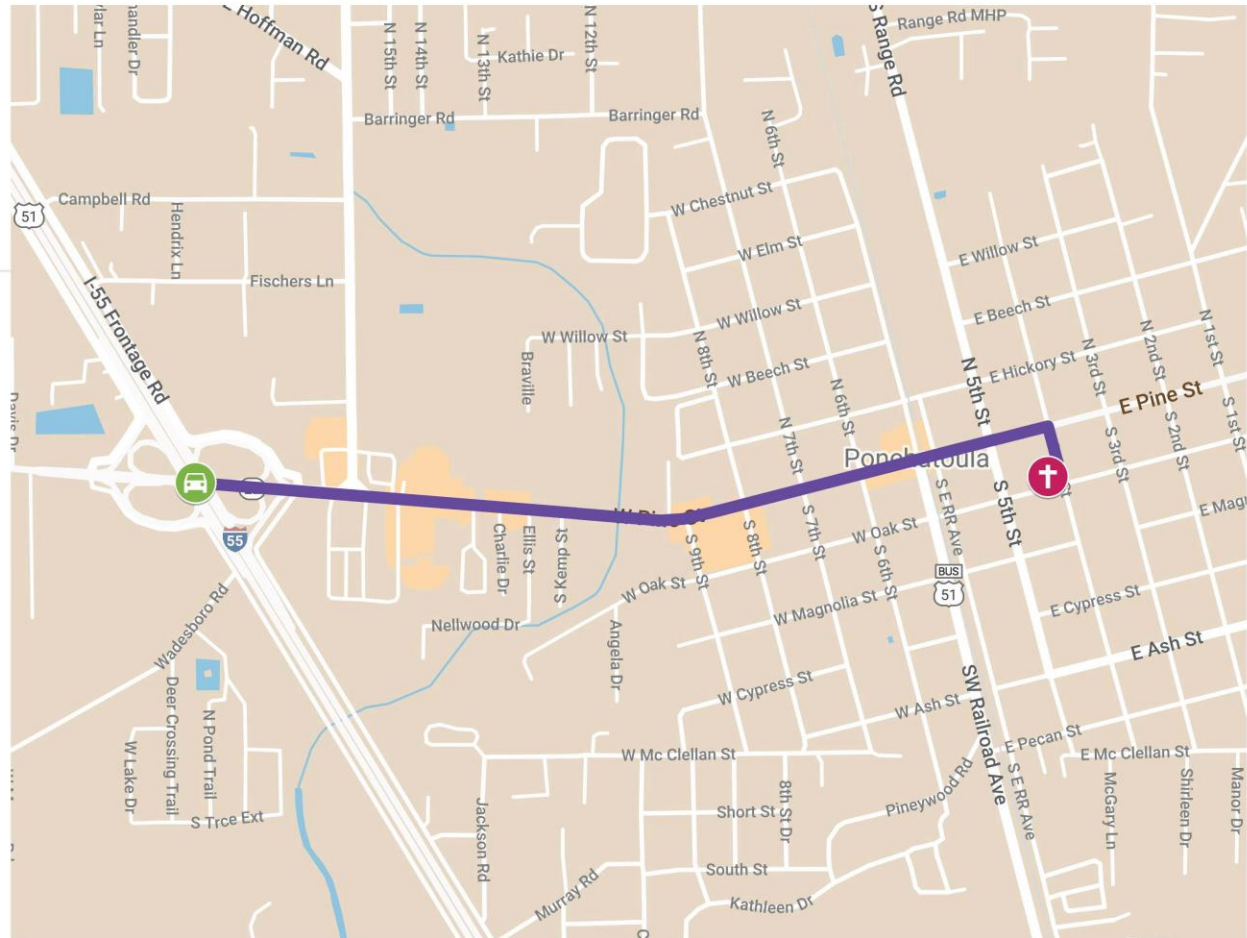 E Hoffman Rd
N 15th St
N 14th St
N 13th St
Kathie Dr
N 12th St
S Range Rd
Range Rd MHP
Barringer Rd
Barringer Rd
N 6th St
51
Campbell Rd
Hendrix Ln
Fischers Ln
I-55 Frontage Rd
W Chestnut St
W Elm St
W Willow St
W Willow St
Braville
N 8th St
W Beech St
N 7th St
N 6th St
E Willow St
E Beech St
E Hickory St
N 5th St
N 3rd St
N 2nd St
N 1st St
E Pine St
Davis Dr
55
Ponchatoula
W Pine St
Charlie Dr
Ellis St
S Kemp St
S 9th St
S 8th St
S 7th St
S 6th St
W Oak St
W Oak St
S E RR Ave
S 5th St
S 3rd St
S 2nd St
S 1st St
BUS
51
W Magnolia St
E Cypress St
E Ash St
Wadesboro Rd
Nellwood Dr
Angela Dr
W Cypress St
W Ash St
Deer Crossing Trail
N Pond Trail
W Lake Dr
S Trce Ext
W Mc Clellan St
SW Railroad Ave
E Pecan St
E Mc Clellan St
Pineywood Rd
S E RR Ave
McGary Ln
Shirleen Dr
Manor Dr
Jackson Rd
Short St
8th St Dr
South St
Murray Rd
Kathleen Dr